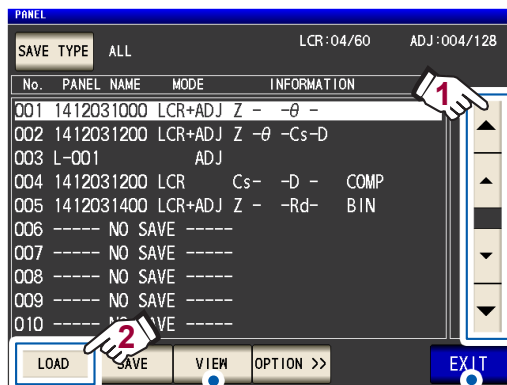 PANEL
SAVE TYPE ALL LCR:04/60 ADJ:004/128
No. PANEL NAME MODE INFORMATION
001 1412031000 LCR+ADJ Z - -θ -
002 1412031200 LCR+ADJ Z -θ -Cs-D
003 L-001 ADJ
004 1412031200 LCR Cs- -D - COMP
005 1412031400 LCR+ADJ Z - -Rd- BIN
006 ----- NO SAVE -----
007 ----- NO SAVE -----
008 ----- NO SAVE -----
009 ----- NO SAVE -----
010 ----- NO SAVE -----
1
2
LOAD SAVE VIEW OPTION >> EXIT